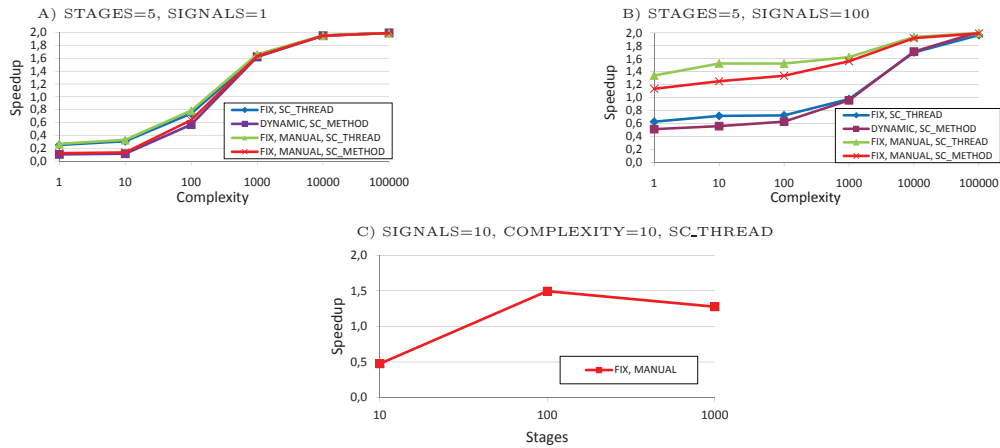 A) STAGES=5, SIGNALS=1
Speedup
2,0
1,8
1,6
1,4
1,2
1,0
0,8
0,6
0,4
0,2
0,0
FIX, SC_THREAD
DYNAMIC, SC_METHOD
FIX, MANUAL, SC_THREAD
FIX, MANUAL, SC_METHOD
1 10 100 1000 10000 100000
Complexity
B) STAGES=5, SIGNALS=100
Speedup
2,0
1,8
1,6
1,4
1,2
1,0
0,8
0,6
0,4
0,2
0,0
FIX, SC_THREAD
DYNAMIC, SC_METHOD
FIX, MANUAL, SC_THREAD
FIX, MANUAL, SC_METHOD
1 10 100 1000 10000 100000
Complexity
C) SIGNALS=10, COMPLEXITY=10, SC_THREAD
Speedup
2,0
1,5
1,0
0,5
0,0
FIX, MANUAL
10 100 1000
Stages